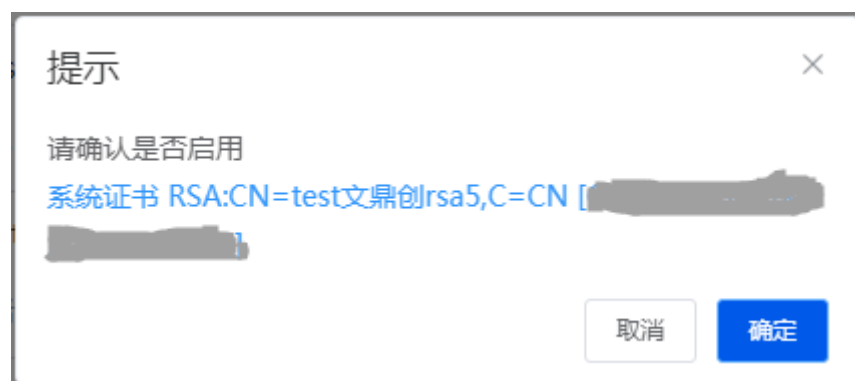 提示
请确认是否启用
系统证书 RSA:CN=test文鼎创rsa5,C=CN [
]
取消
确定